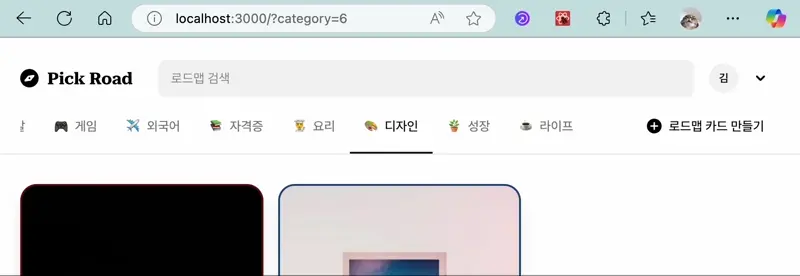 localhost:3000/?category=6
Pick Road
로드맵 검색
김
게임
외국어
자격증
요리
디자인
성장
라이프
로드맵 카드 만들기